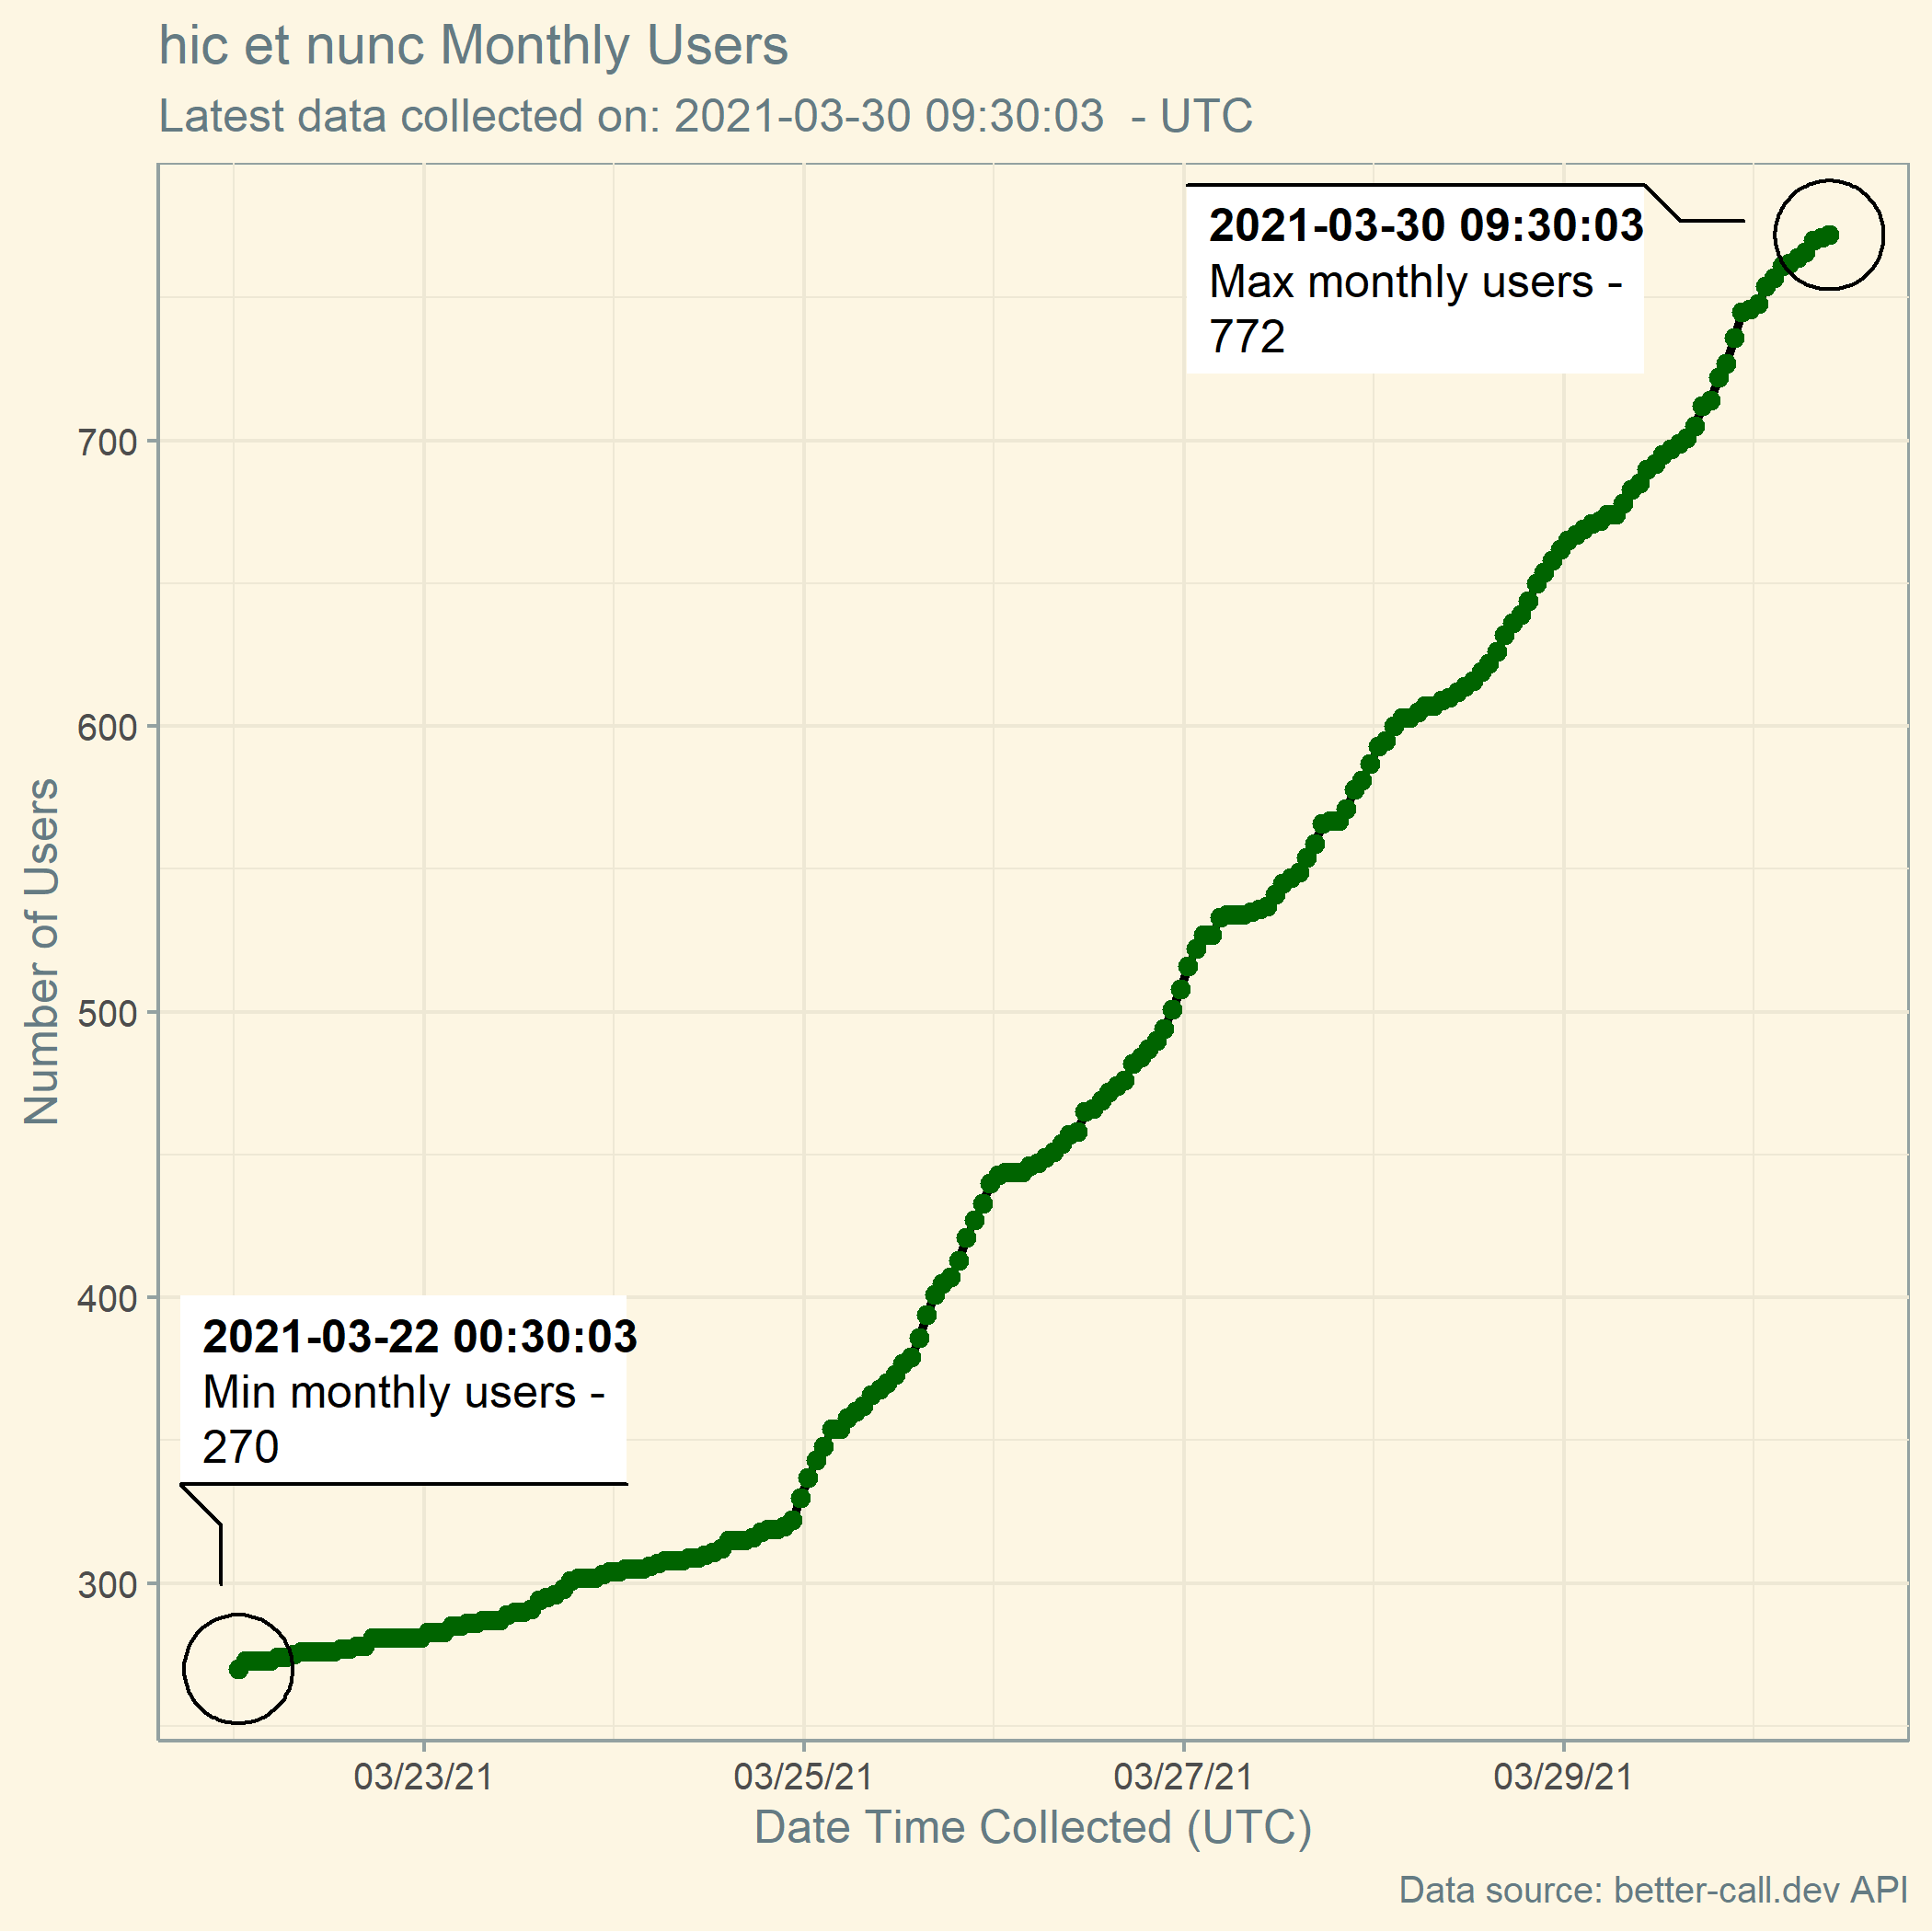 hic et nunc Monthly Users
Latest data collected on: 2021-03-30 09:30:03  - UTC
2021-03-30 09:30:03
Max monthly users -
772
700
600
500
400
300
Number of Users
2021-03-22 00:30:03
Min monthly users -
270
03/23/21
03/25/21
03/27/21
03/29/21
Date Time Collected (UTC)
Data source: better-call.dev API